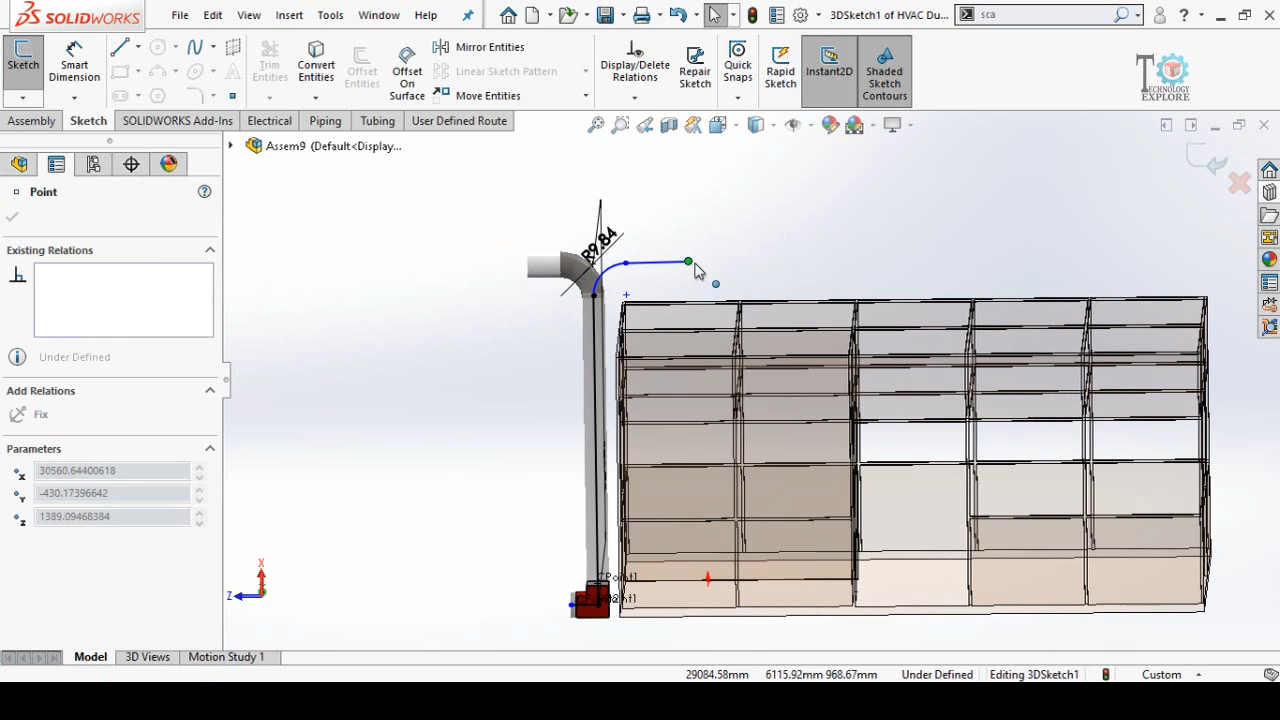 SOLIDWORKS
File Edit View Insert Tools Window Help
3DSketch1 of HVAC Du...
sca
Sketch
Smart Dimension
Trim Entities
Convert Entities
Offset Entities
Offset On Surface
Mirror Entities
Linear Sketch Pattern
Move Entities
Display/Delete Relations
Repair Sketch
Quick Snaps
Rapid Sketch
Instant2D
Shaded Sketch Contours
TECHNOLOGY EXPLORE
Assembly Sketch SOLIDWORKS Add-Ins Electrical Piping Tubing User Defined Route
Assem9 (Default<Display...
Point
Existing Relations
Under Defined
Add Relations
Fix
Parameters
X 30560.64400618
Y -430.17396642
Z 1389.09468384
R9.84
CPoint1
X
Z
Model 3D Views Motion Study 1
29084.58mm 6115.92mm 968.67mm Under Defined Editing 3DSketch1 Custom